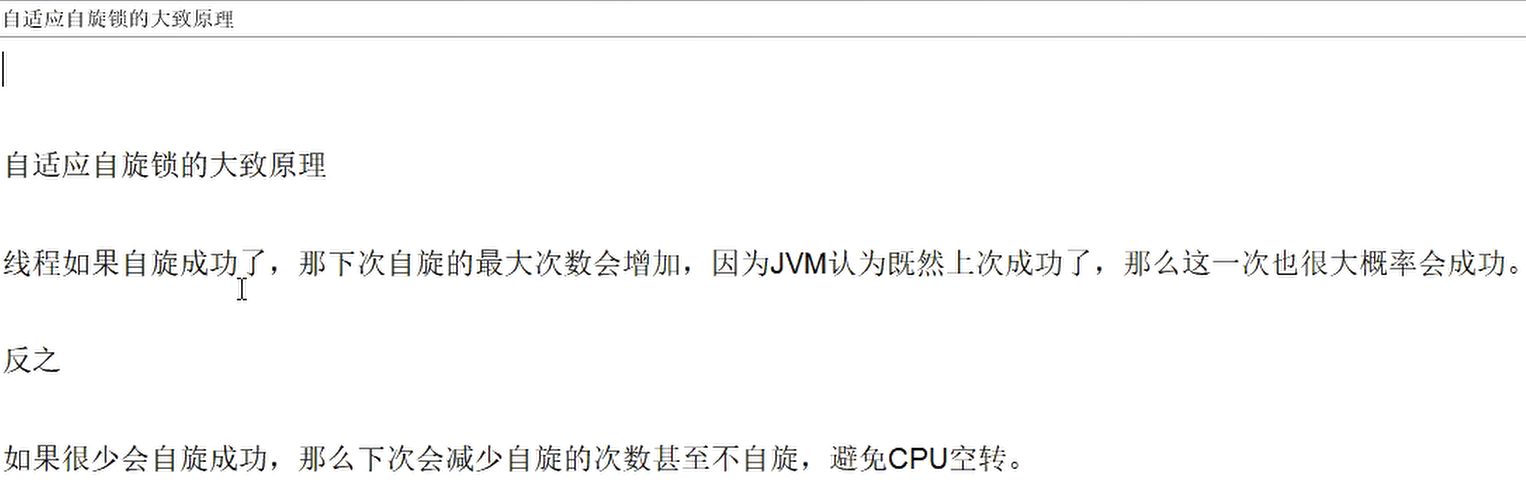 自适应自旋锁的大致原理
自适应自旋锁的大致原理
线程如果自旋成功了，那下次自旋的最大次数会增加，因为JVM认为既然上次成功了，那么这一次也很大概率会成功。
反之
如果很少会自旋成功，那么下次会减少自旋的次数甚至不自旋，避免CPU空转。